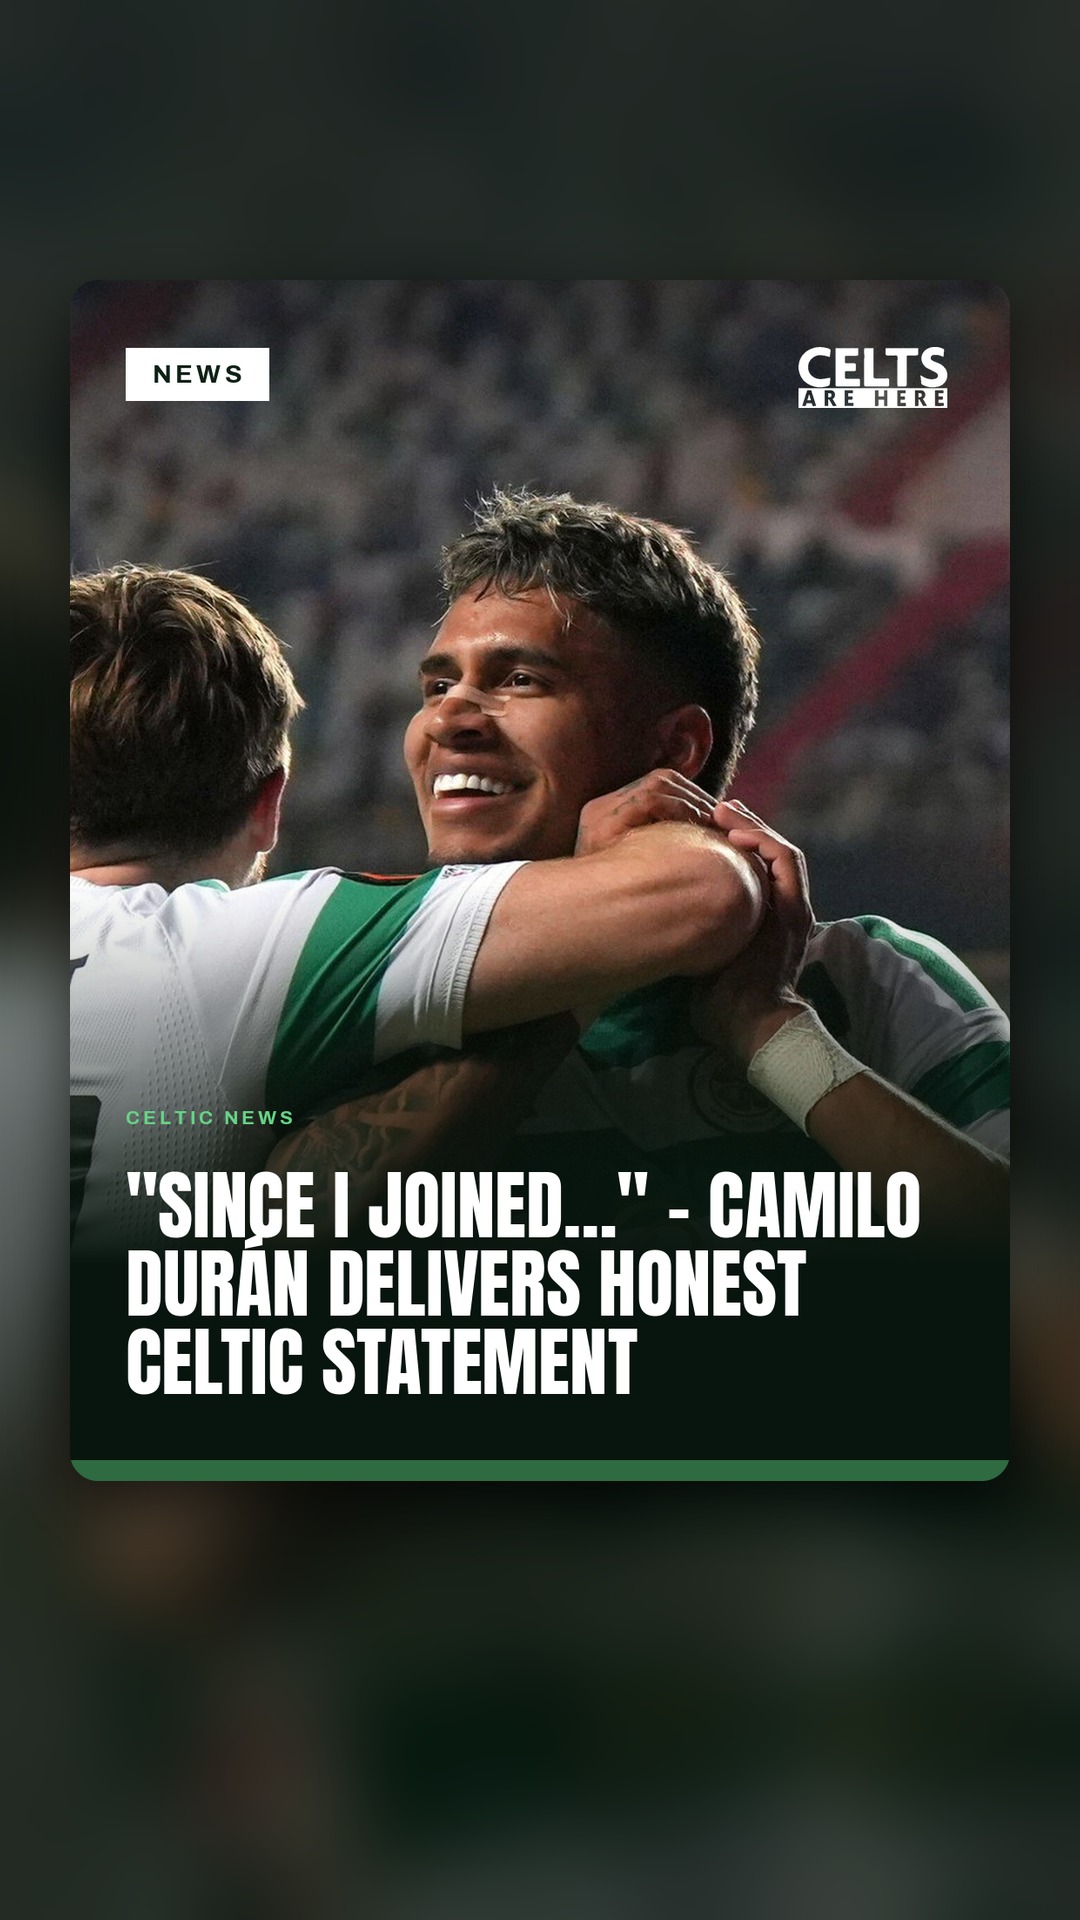 NEWS
CELTS
ARE HERE
CELTIC NEWS
"SINCE I JOINED..." - CAMILO
DURÁN DELIVERS HONEST
CELTIC STATEMENT